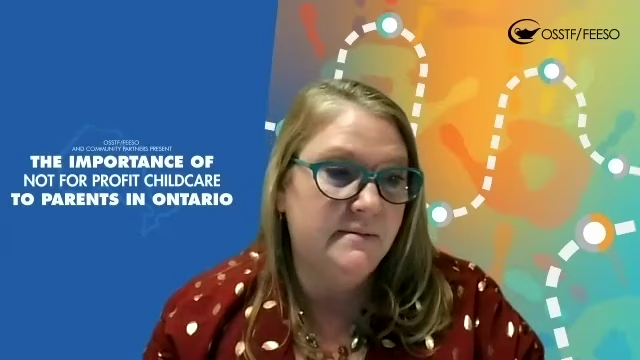 OSSTF/FEESO
OSSTF/FEESO
AND COMMUNITY PARTNERS PRESENT
THE IMPORTANCE OF
NOT FOR PROFIT CHILDCARE
TO PARENTS IN ONTARIO